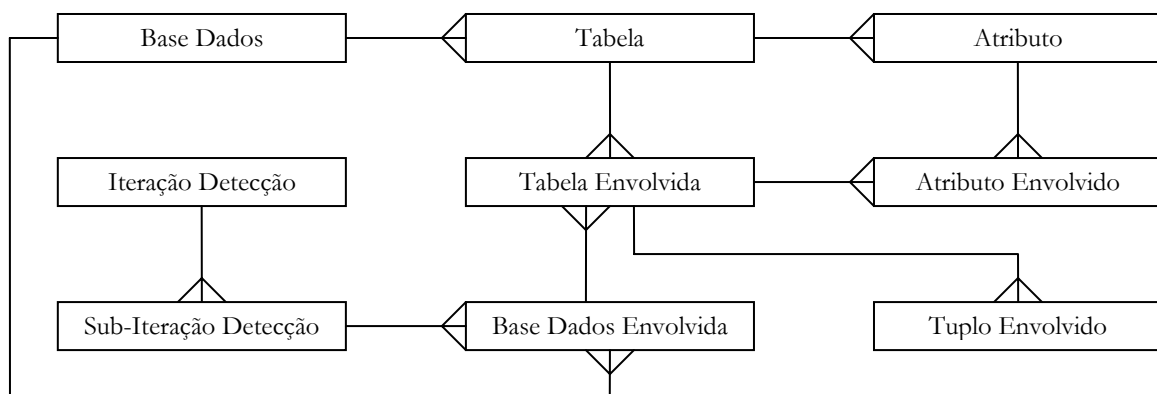 Base Dados
Tabela
Atributo
Iteração Detecção
Tabela Envolvida
Atributo Envolvido
Sub-Iteração Detecção
Base Dados Envolvida
Tuplo Envolvido